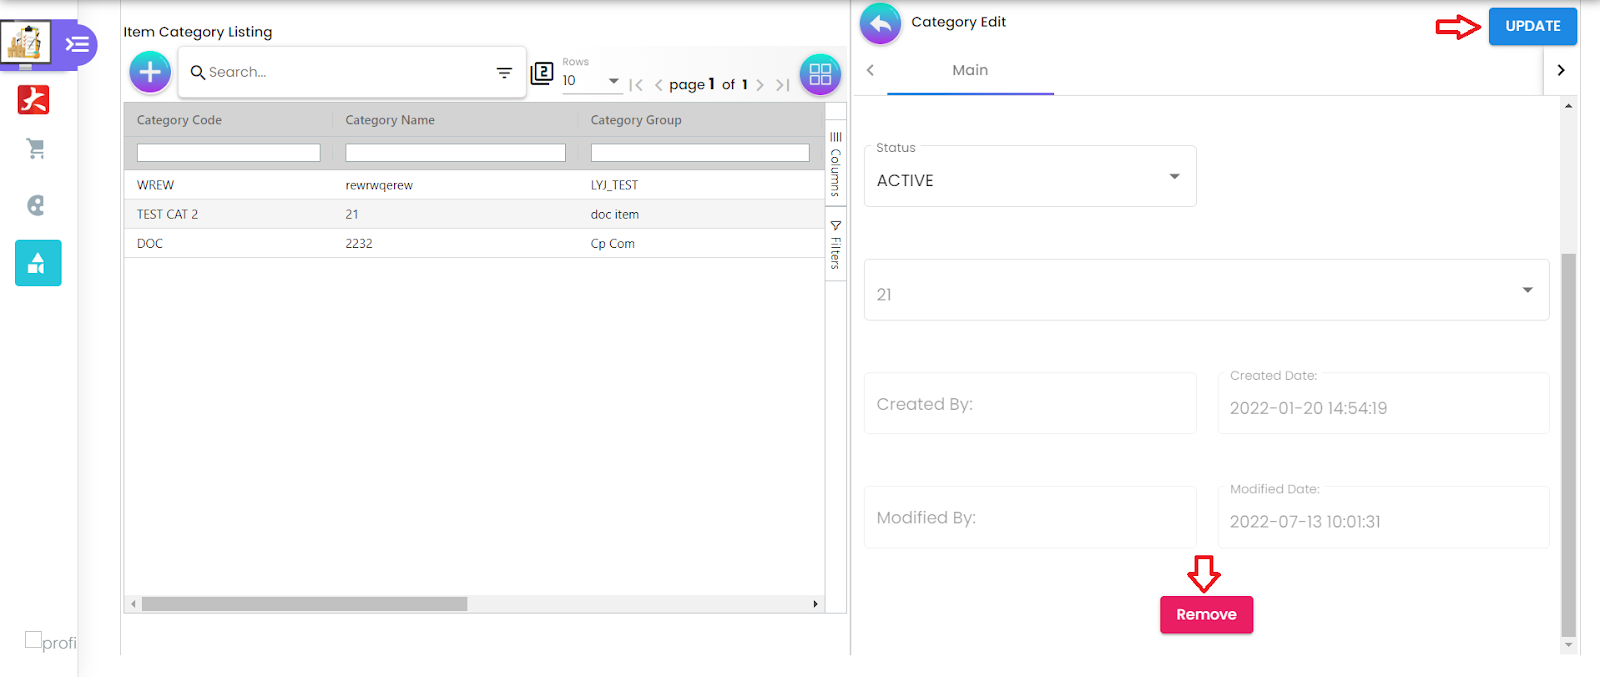 Item Category Listing
Search...
2
Rows
10
page 1 of 1
Category Code Category Name Category Group
WREW rewrwqerew LYJ_TEST
TEST CAT 2 21 doc item
DOC 2232 Cp Com
Columns
Filters
profi
Category Edit
UPDATE
Main
Status
ACTIVE
21
Created By:
Created Date:
2022-01-20 14:54:19
Modified By:
Modified Date:
2022-07-13 10:01:31
Remove